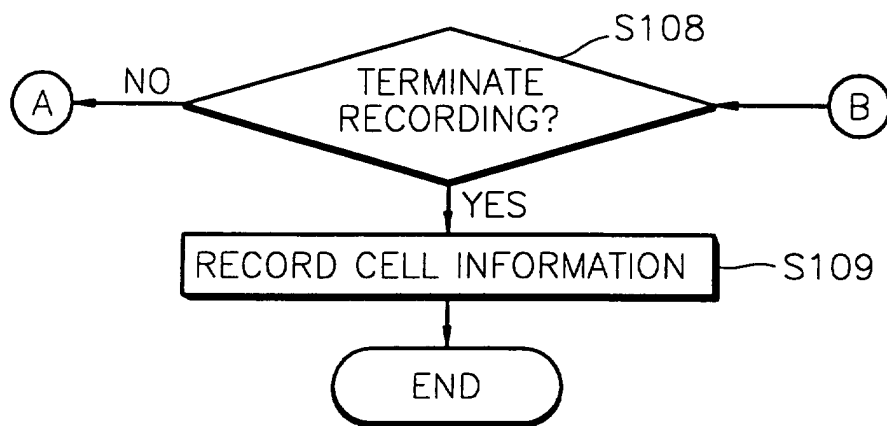 S108
NO
TERMINATE
A
RECORDING?
B
YES
RECORD CELL INFORMATION
S109
END